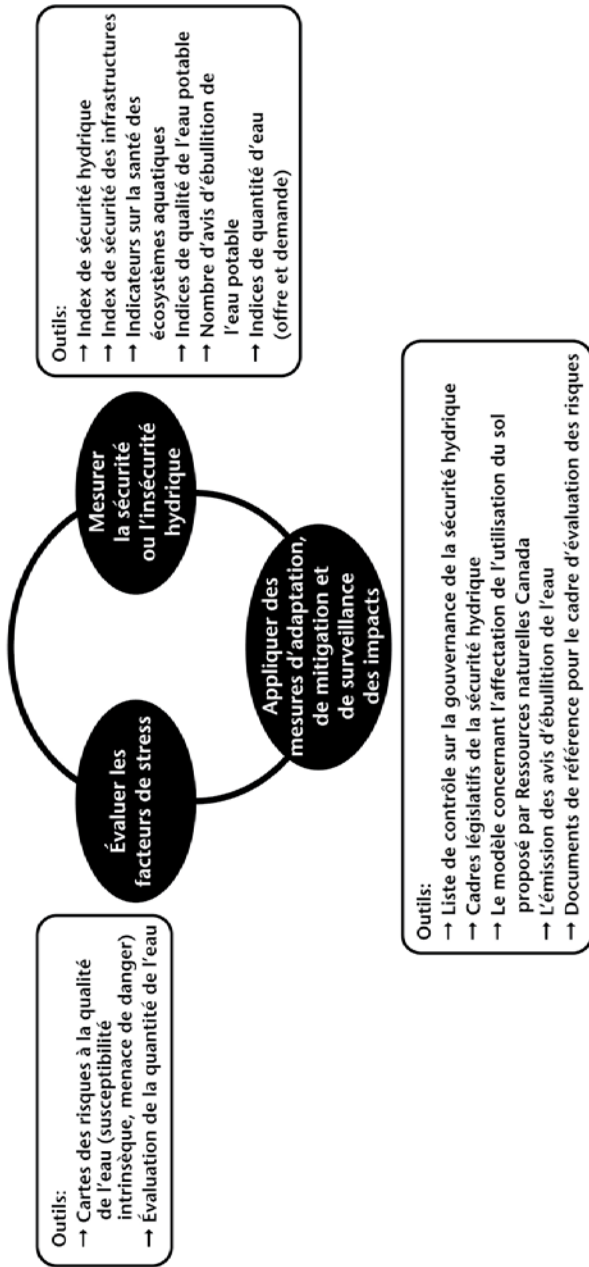 Outils:
→ Cartes des risques à la qualité
de l'eau (susceptibilité
intrinsèque, menace de danger)
→ Évaluation de la quantité de l'eau
Évaluer les
facteurs de stress
Mesurer
la sécurité
ou l'insécurité
hydrique
Outils:
→ Index de sécurité hydrique
→ Index de sécurité des infrastructures
→ Indicateurs sur la santé des
écosystèmes aquatiques
→ Indices de qualité de l'eau potable
→ Nombre d'avis d'ébullition de
l'eau potable
→ Indices de quantité d'eau
(offre et demande)
Appliquer des
mesures d'adaptation,
de mitigation et
de surveillance
des impacts
Outils:
→ Liste de contrôle sur la gouvernance de la sécurité hydrique
→ Cadres législatifs de la sécurité hydrique
→ Le modèle concernant l'affectation de l'utilisation du sol
proposé par Ressources naturelles Canada
→ L'émission des avis d'ébullition de l'eau
→ Documents de référence pour le cadre d'évaluation des risques